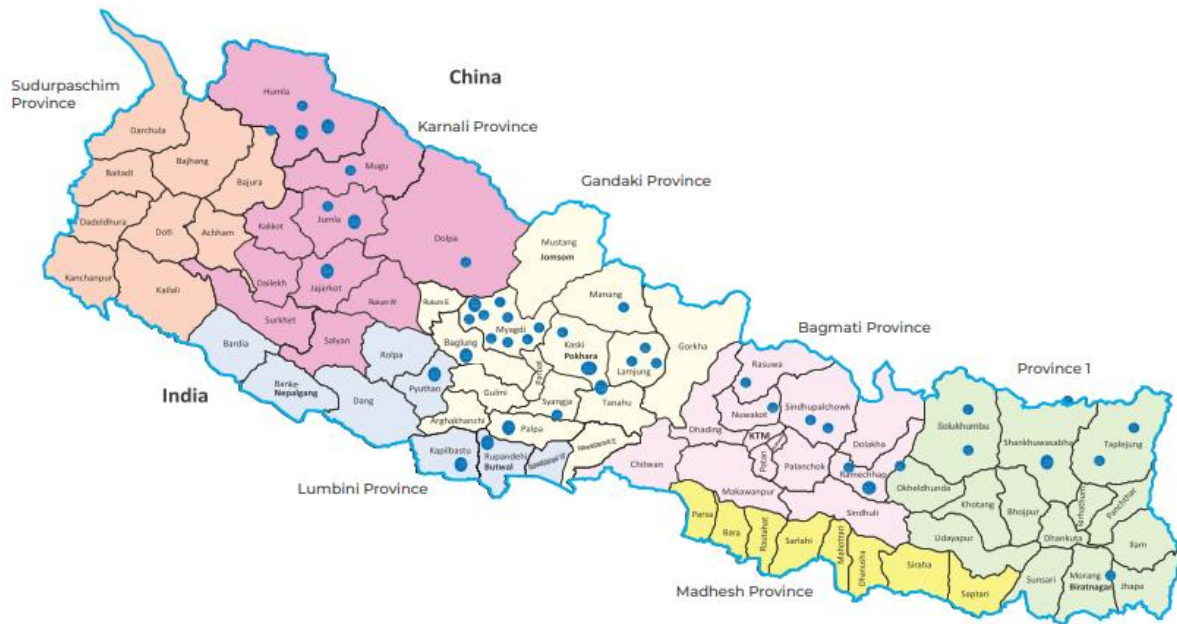 China
Sudurpaschim
Province
Karnali Province
Gandaki Province
Bagmati Province
Province 1
India
Lumbini Province
Madhesh Province
Humla
Darchula
Bajhang
Baitadi
Bajura
Mugu
Dadeldhura
Doti
Achham
Kalikot
Jumla
Dolpa
Kanchanpur
Kailali
Dailekh
Jajarkot
Rukum W
Surkhet
Salyan
Mustang
Jomsom
Manang
Rukum E
Myagdi
Kaski
Pokhara
Lamjung
Gorkha
Baglung
Parbat
Bardia
Rolpa
Banke
Nepalgang
Dang
Pyuthan
Gulmi
Syangja
Tanahu
Arghakhanchi
Palpa
Kapilbastu
Rupandehi
Butwal
Rasuwa
Nuwakot
Sindhupalchowk
Dhading
KTM
Patan
Dolakha
Chitwan
Palanchok
Ramechhap
Makawanpur
Sindhuli
Solukhumbu
Shankhuwasabha
Taplejung
Okheldhunda
Khotang
Bhojpur
Terhathum
Panchthar
Udayapur
Dhankuta
Ilam
Parsa
Bara
Rautahat
Sarlahi
Mahottari
Dhanusha
Siraha
Saptari
Sunsari
Morang
Biratnagar
Jhapa